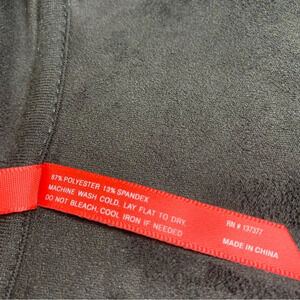 87% POLYESTER 13% SPANDEX
MACHINE WASH COLD, LAY FLAT TO DRY.
DO NOT BLEACH, COOL IRON IF NEEDED
RN # 137377
MADE IN CHINA